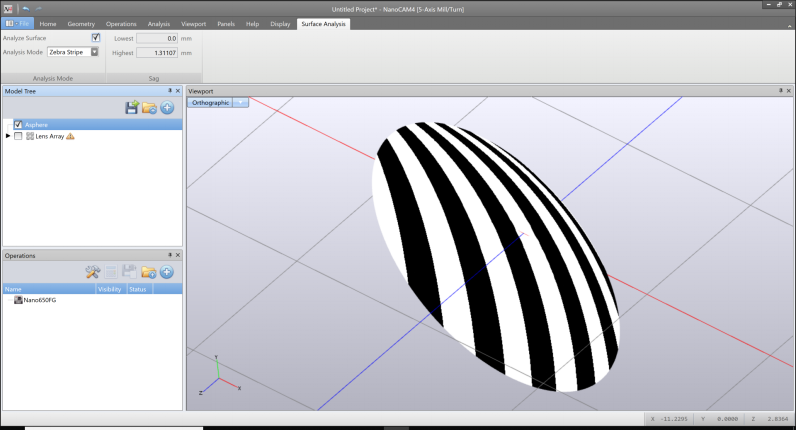 Untitled Project* - NanoCAM4 [5-Axis Mill/Turn]
File Home Geometry Operations Analysis Viewport Panels Help Display Surface Analysis
Analyze Surface
Lowest 0.0 mm
Analysis Mode Zebra Stripe
Highest 1.31107 mm
Analysis Mode Sag
Model Tree
Viewport
Orthographic
Asphere
Lens Array
Operations
Name Visibility Status
Nano650FG
Y
X
Z
X -11.2295 Y 0.0000 Z 2.8364